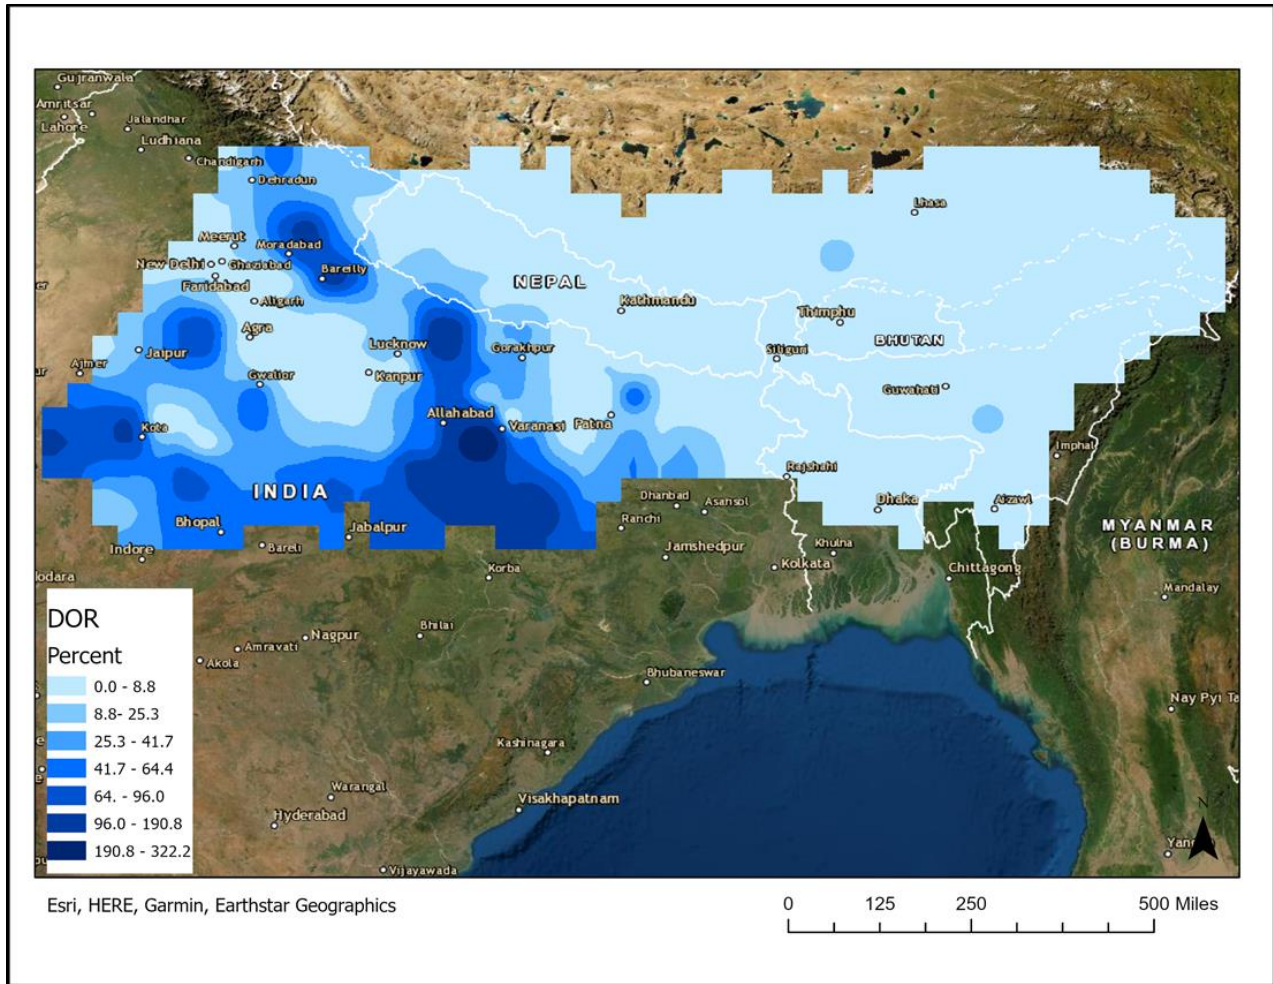 Gujranwala
Amritsar
Lahore
Jalandhar
Ludhiana
Chandigarh
Dehradun
Lhasa
Meerut
Moradabad
New Delhi
Ghaziabad
Bareilly
Faridabad
NEPAL
Aligarh
Kathmandu
Thimphu
Agra
BHUTAN
Lucknow
Gorakhpur
Jaipur
Siliguri
Ajmer
Kanpur
Gwalior
Guwahati
Allahabad
Varanasi
Patna
Kota
Imphal
Rajshahi
INDIA
Dhanbad
Asansol
Dhaka
Aizawl
Bhopal
Jabalpur
Ranchi
MYANMAR
(BURMA)
Indore
Bareli
Jamshedpur
Khulna
Kolkata
Korba
Chittagong
Mandalay
DOR
Percent
0.0 - 8.8
8.8- 25.3
25.3 - 41.7
41.7 - 64.4
64. - 96.0
96.0 - 190.8
190.8 - 322.2
Bhilai
Nagpur
Amravati
Akola
Bhubaneswar
Nay Pyi Ta
Kashinagara
Warangal
Visakhapatnam
Hyderabad
N
Vijayawada
Esri, HERE, Garmin, Earthstar Geographics
0 125 250 500 Miles